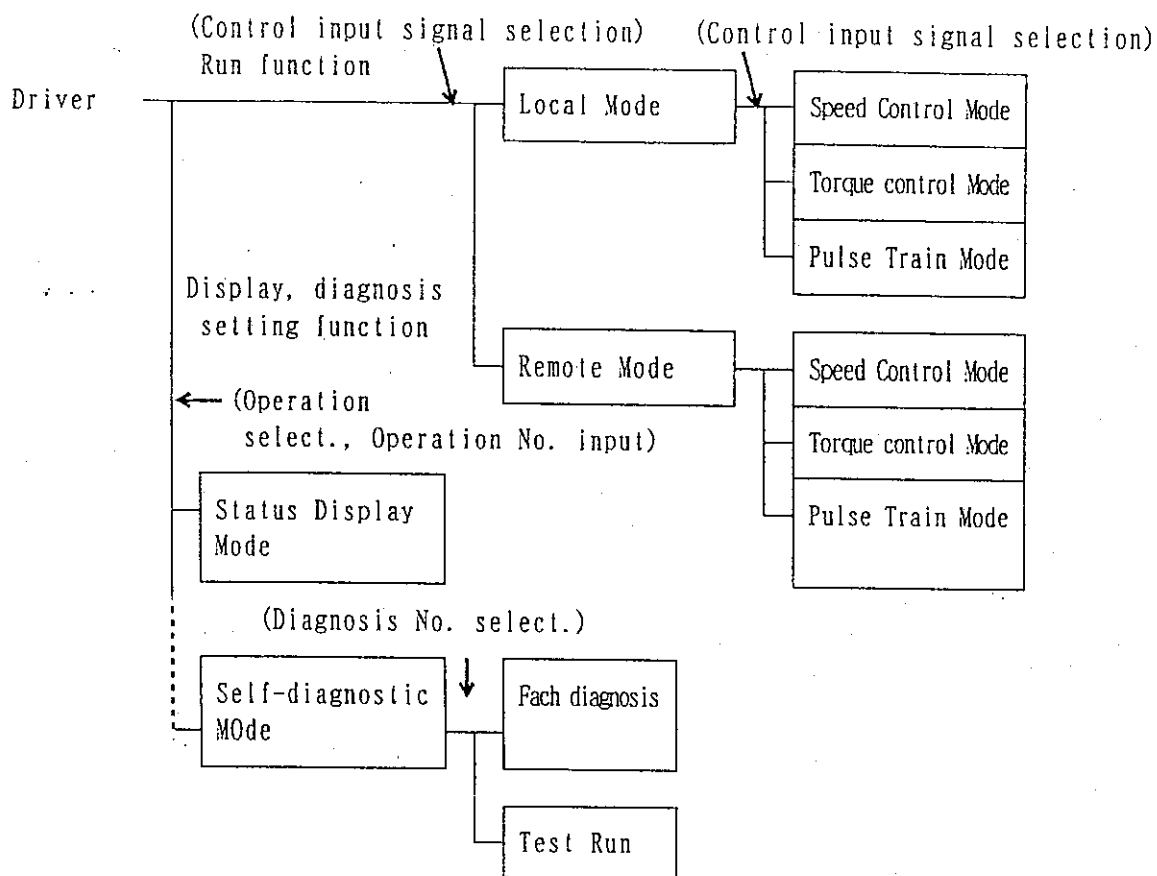 (Control input signal selection)
(Control input signal selection)
Run function
Driver
Local Mode
Speed Control Mode
Torque control Mode
Pulse Train Mode
Display, diagnosis
setting function
Remote Mode
Speed Control Mode
(Operation
select., Operation No. input)
Torque control Mode
Status Display
Mode
Pulse Train Mode
(Diagnosis No. select.)
Self-diagnostic
MOde
Fach diagnosis
Test Run